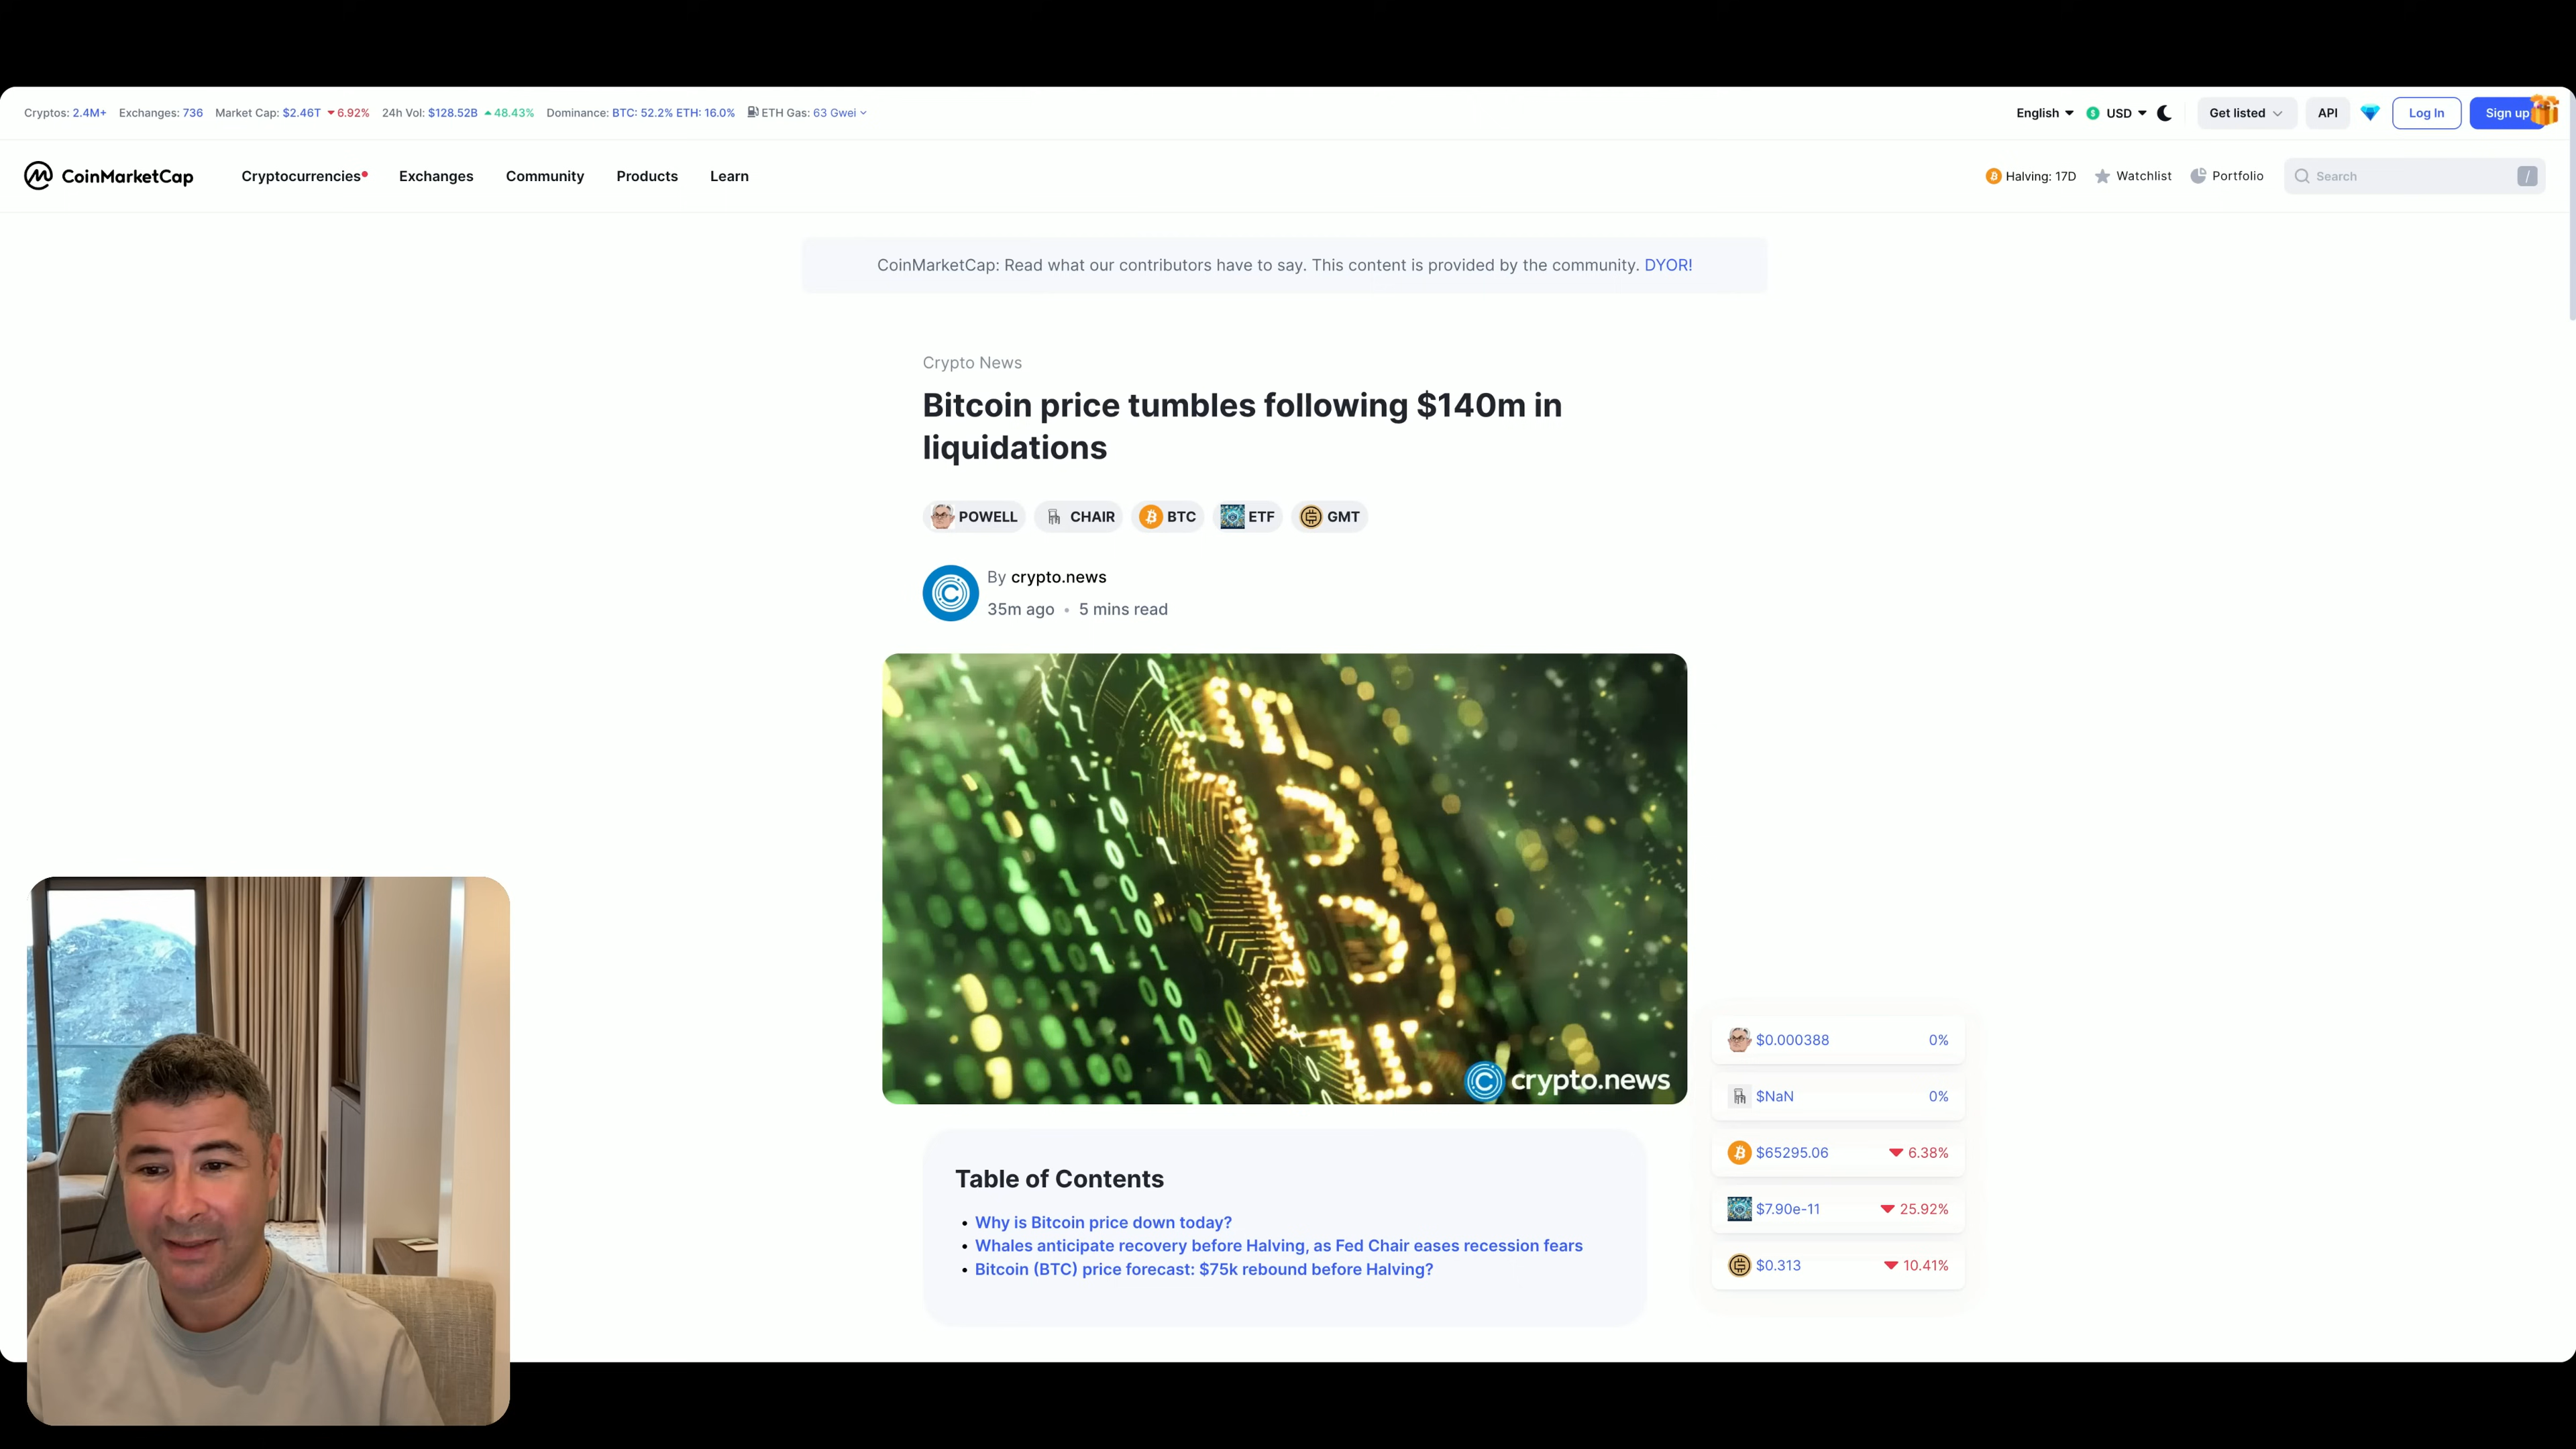 Cryptos: 2.4M+ Exchanges: 736 Market Cap: $2.46T 6.92% 24h Vol: $128.52B 48.43% Dominance: BTC: 52.2% ETH: 16.0% ETH Gas: 63 Gwei
English USD Get listed API Log In Sign up
CoinMarketCap Cryptocurrencies Exchanges Community Products Learn
Halving: 17D Watchlist Portfolio Search /
CoinMarketCap: Read what our contributors have to say. This content is provided by the community. DYOR!
Crypto News
Bitcoin price tumbles following $140m in
liquidations
POWELL CHAIR BTC ETF GMT
By crypto.news
35m ago • 5 mins read
crypto.news
$0.000388 0%
$NaN 0%
$65295.06 6.38%
$7.90e-11 25.92%
$0.313 10.41%
Table of Contents
• Why is Bitcoin price down today?
• Whales anticipate recovery before Halving, as Fed Chair eases recession fears
• Bitcoin (BTC) price forecast: $75k rebound before Halving?